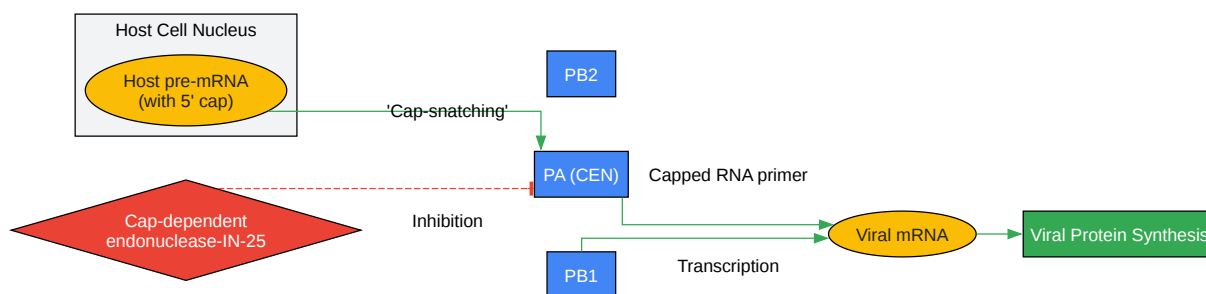 Host Cell Nucleus
Host pre-mRNA
(with 5' cap)
PB2
'Cap-snatching'
PA (CEN)
Capped RNA primer
Cap-dependent
endonuclease-IN-25
Inhibition
Viral mRNA
Viral Protein Synthesis
PB1
Transcription